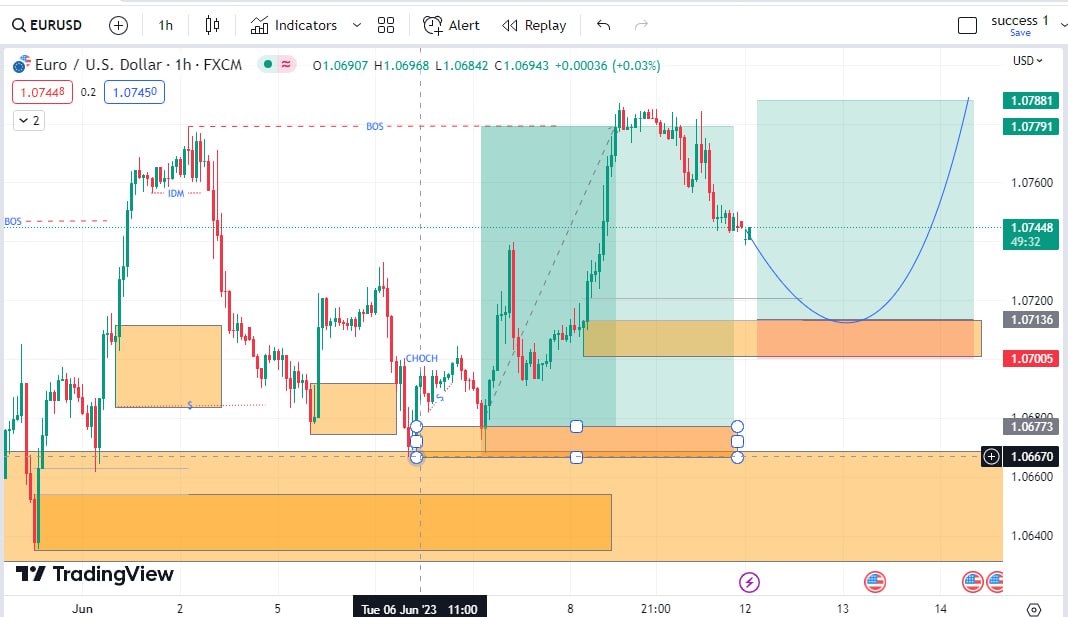 EURUSD
1h
Indicators
Alert
Replay
success 1
Save
Euro / U.S. Dollar · 1h · FXCM
O1.06907 H1.06968 L1.06842 C1.06943 +0.00036 (+0.03%)
USD
1.07448
0.2
1.07450
2
1.07881
BOS
1.07791
1.07600
IDM
BOS
1.07448
49:32
1.07200
1.07136
CHOCH
1.07005
$
$
1.06800
1.06773
1.06670
1.06600
1.06400
TradingView
Jun
2
5
Tue 06 Jun '23 11:00
8
21:00
12
13
14